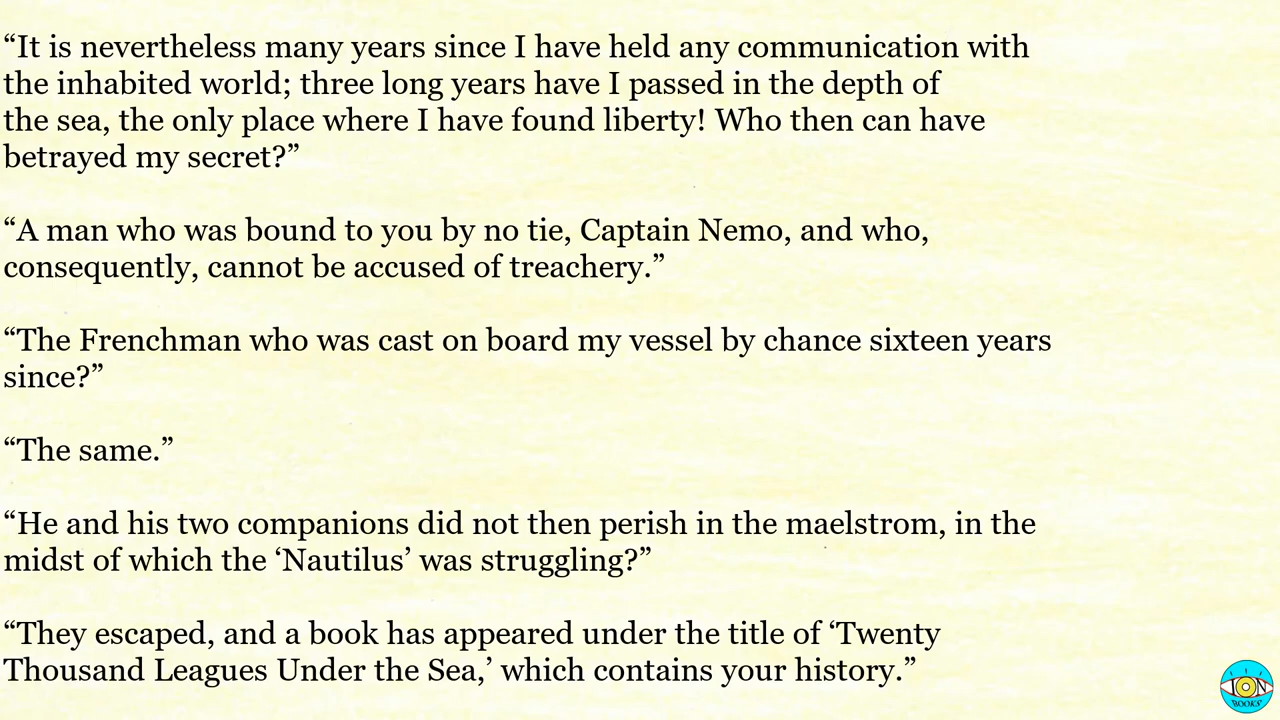 “It is nevertheless many years since I have held any communication with
the inhabited world; three long years have I passed in the depth of
the sea, the only place where I have found liberty! Who then can have
betrayed my secret?”
“A man who was bound to you by no tie, Captain Nemo, and who,
consequently, cannot be accused of treachery.”
“The Frenchman who was cast on board my vessel by chance sixteen years
since?”
“The same.”
“He and his two companions did not then perish in the maelstrom, in the
midst of which the ‘Nautilus’ was struggling?”
“They escaped, and a book has appeared under the title of ‘Twenty
Thousand Leagues Under the Sea,’ which contains your history.”
ION
BOOKS